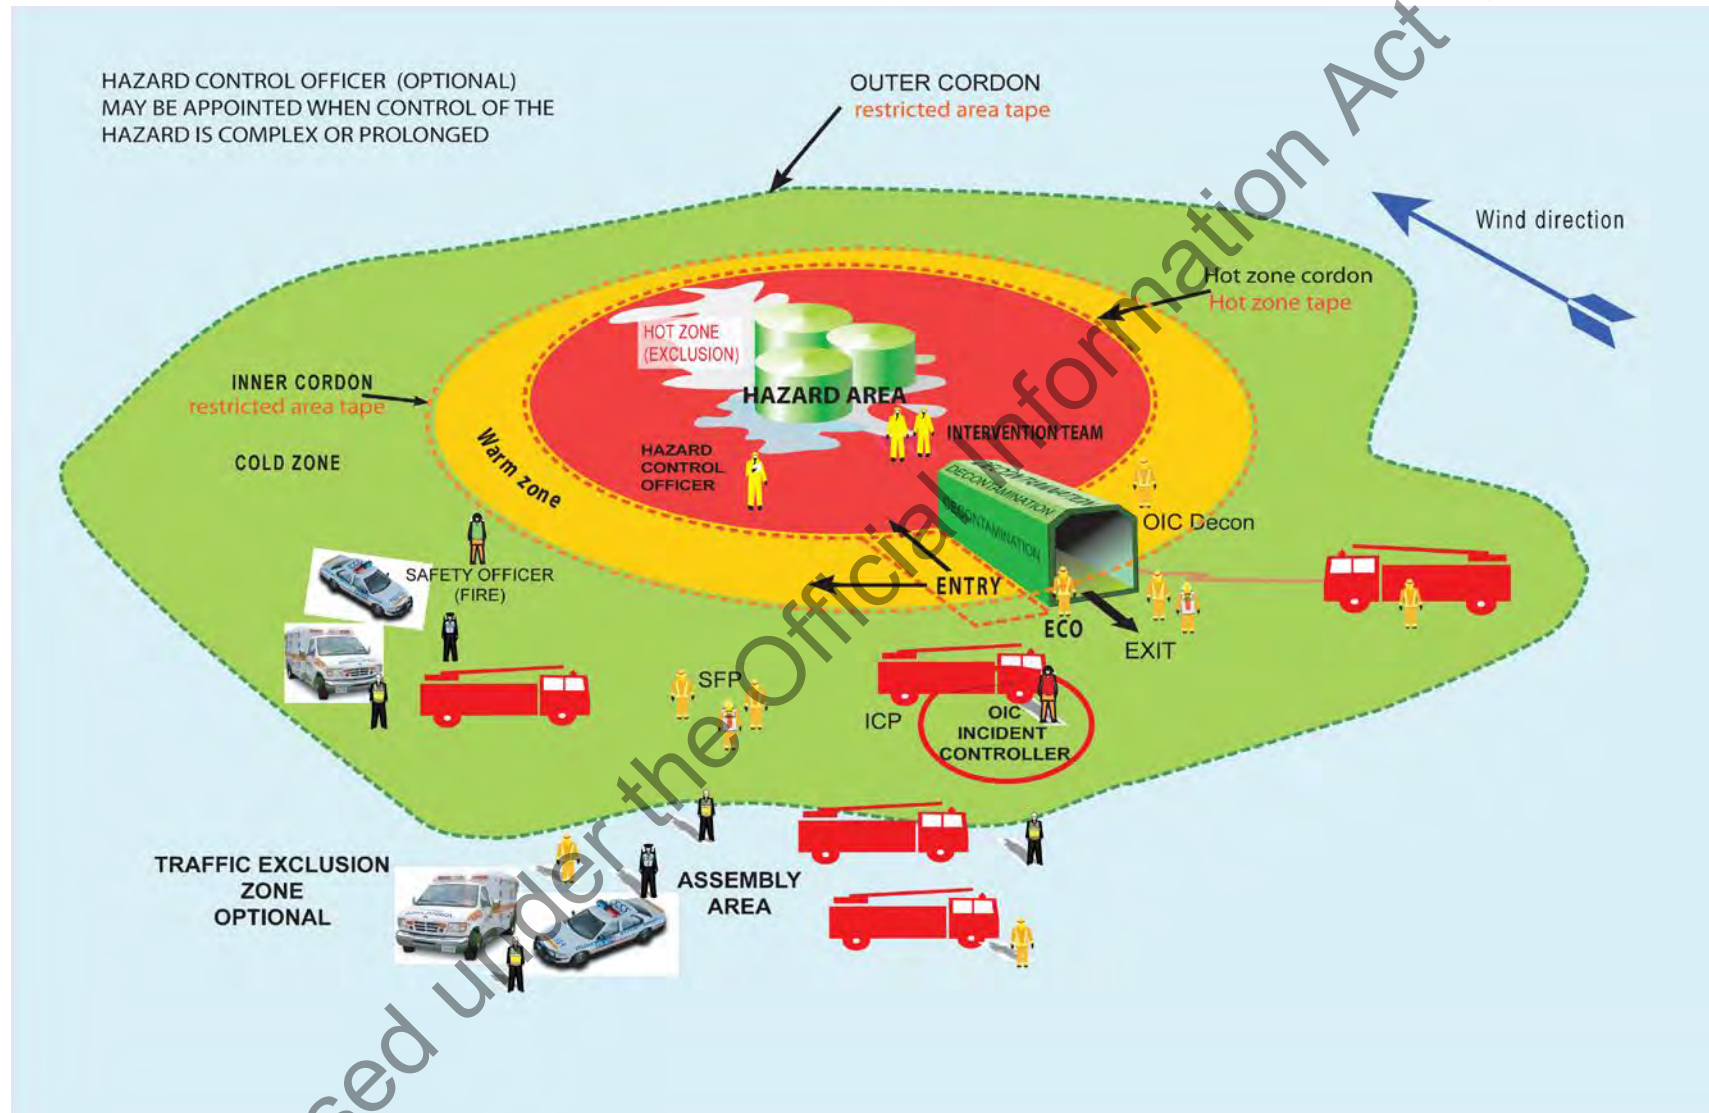 HAZARD CONTROL OFFICER (OPTIONAL)
MAY BE APPOINTED WHEN CONTROL OF THE
HAZARD IS COMPLEX OR PROLONGED
OUTER CORDON
restricted area tape
Wind direction
Hot zone cordon
Hot zone tape
HOT ZONE
(EXCLUSION)
HAZARD AREA
INNER CORDON
restricted area tape
COLD ZONE
Warm zone
HAZARD
CONTROL
OFFICER
INTERVENTION TEAM
DECONTAMINATION
DECONTAMINATION
DECONTAMINATION
OIC Decon
SAFETY OFFICER
(FIRE)
ENTRY
ECO
EXIT
SFP
ICP
OIC
INCIDENT
CONTROLLER
TRAFFIC EXCLUSION
ZONE
OPTIONAL
ASSEMBLY
AREA
sed under the Official Information Act